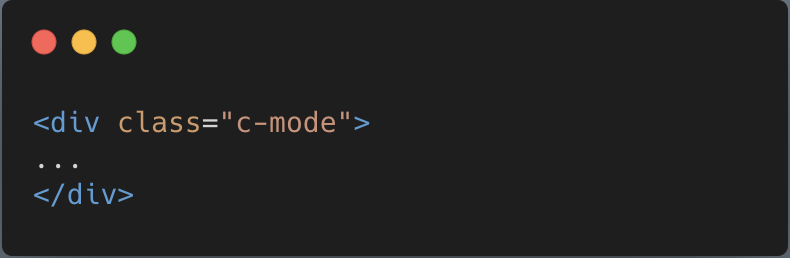 <div class="c-mode">
...
</div>